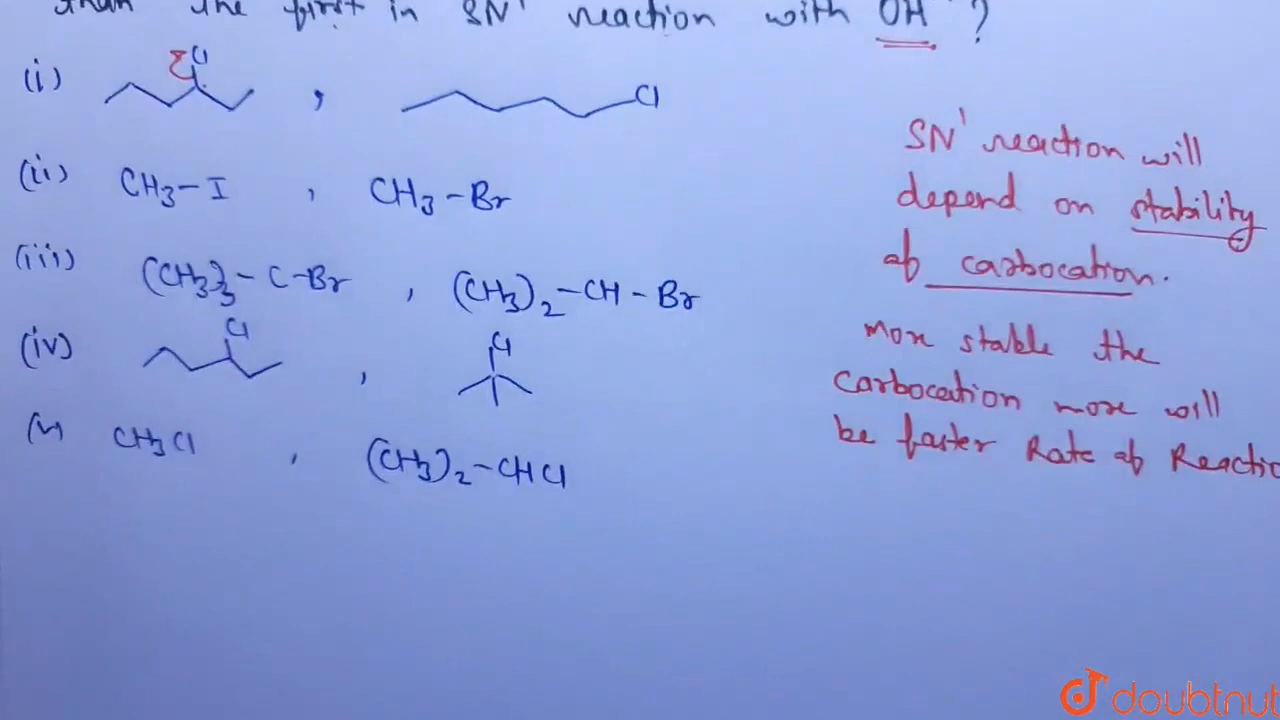 than the first in SN¹ reaction with OH⁻ ?
(i) Cl , Cl
(ii) CH₃-I , CH₃-Br
(iii) (CH₃)₃-C-Br , (CH₃)₂-CH-Br
(iv) Cl , Cl
(v) CH₃Cl , (CH₃)₂-CHCl
SN¹ reaction will
depend on stability
of carbocation.
more stable the
carbocation more will
be faster Rate of Reactio
doubtnut